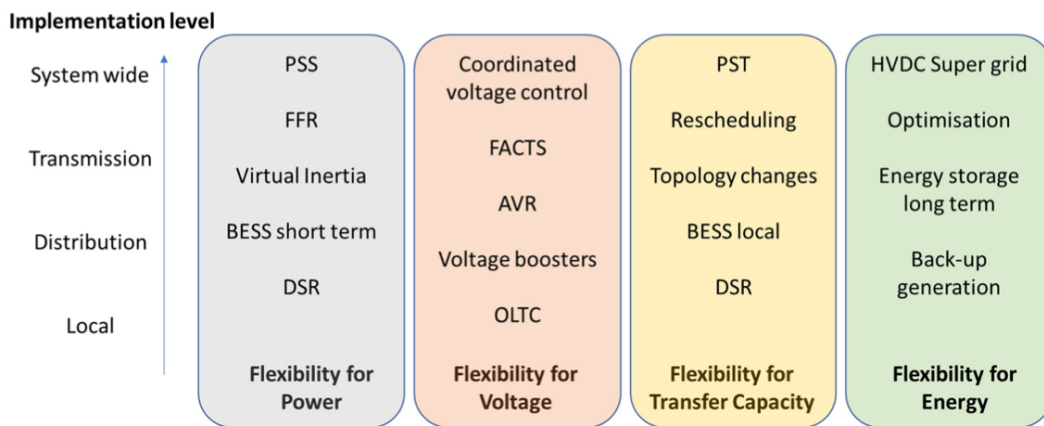 Implementation level
System wide
Transmission
Distribution
Local
PSS
FFR
Virtual Inertia
BESS short term
DSR
Flexibility for
Power
Coordinated
voltage control
FACTS
AVR
Voltage boosters
OLTC
Flexibility for
Voltage
PST
Rescheduling
Topology changes
BESS local
DSR
Flexibility for
Transfer Capacity
HVDC Super grid
Optimisation
Energy storage
long term
Back-up
generation
Flexibility for
Energy